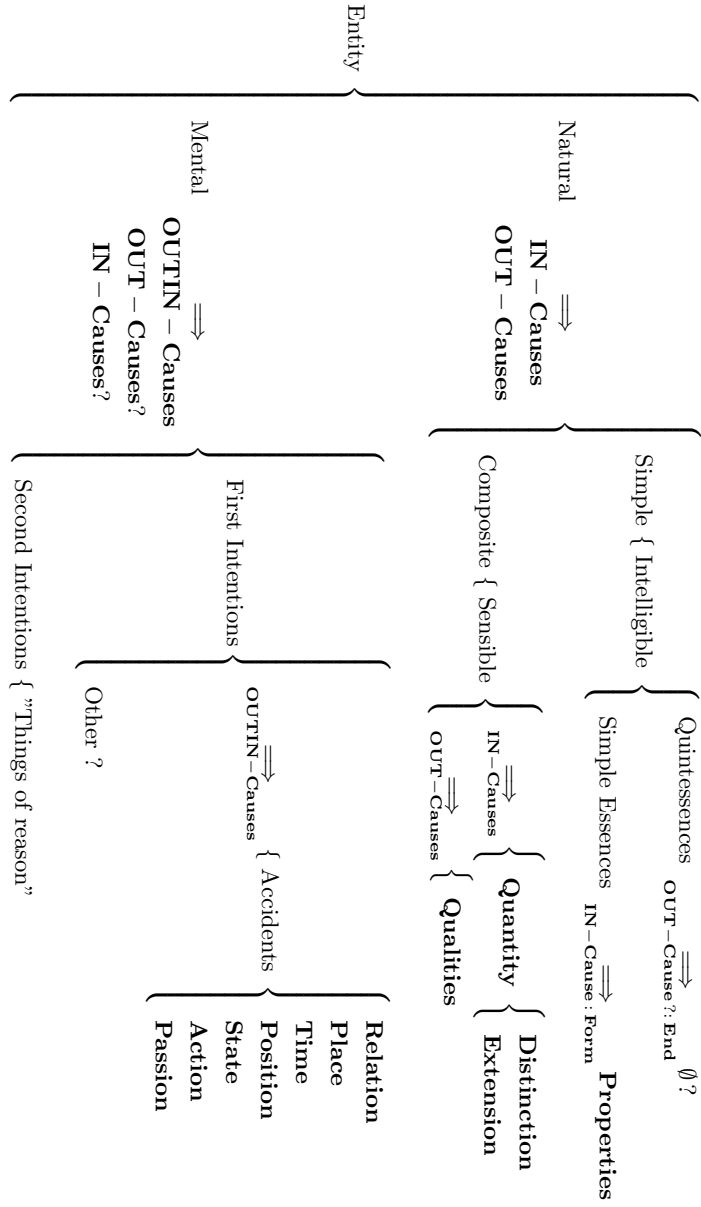 Entity
Natural
⟹
IN − Causes
OUT − Causes
Simple { Intelligible
Quintessences
⟹
OUT−Cause ?: End
∅ ?
Simple Essences
⟹
IN−Cause : Form
Properties
Composite { Sensible
⟹
IN−Causes
Quantity
Distinction
Extension
⟹
OUT−Causes
Qualities
Mental
⟹
OUTIN − Causes
OUT − Causes?
IN − Causes?
First Intentions
⟹
OUTIN−Causes
{ Accidents
Relation
Place
Time
Position
State
Action
Passion
Other ?
Second Intentions { ”Things of reason”